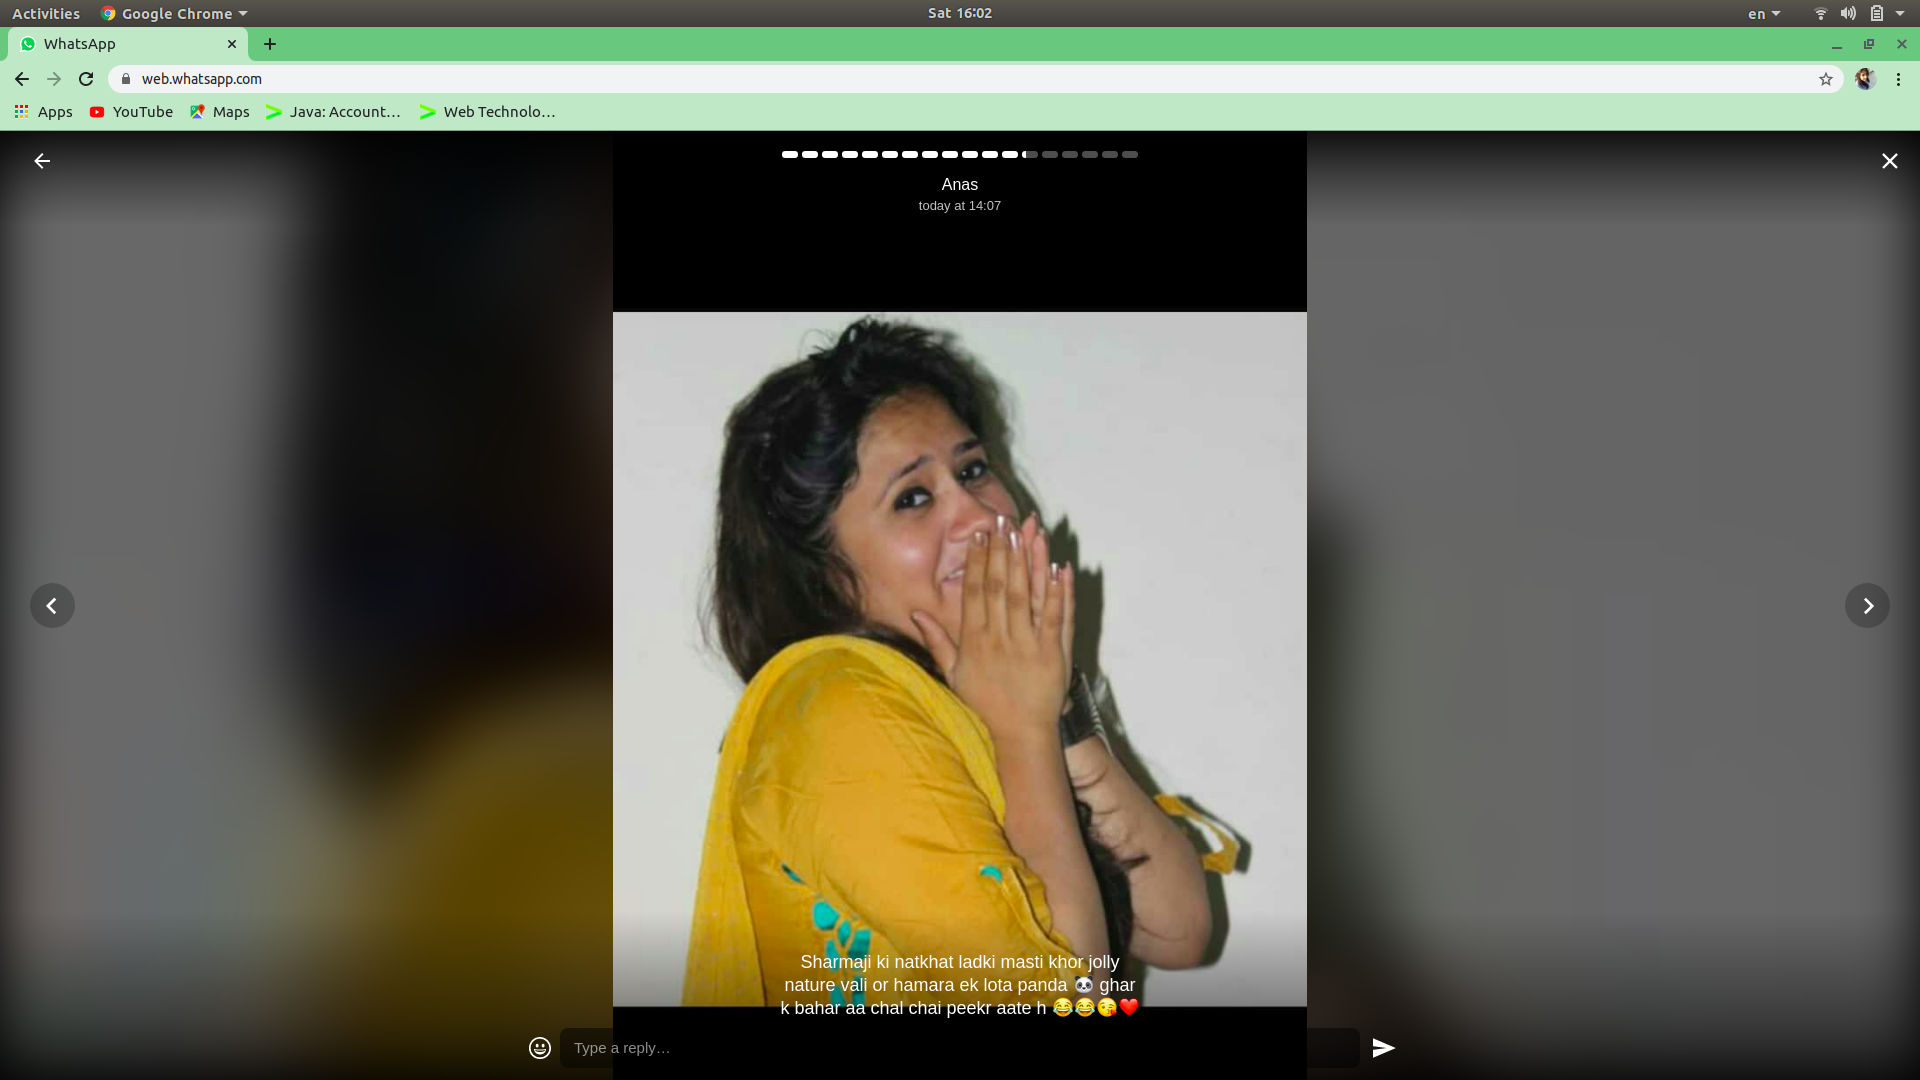 Activities
Google Chrome
Sat 16:02
en
WhatsApp
web.whatsapp.com
Apps
YouTube
Maps
Java: Account...
Web Technolo...
Anas
today at 14:07
Sharmaji ki natkhat ladki masti khor jolly
nature vali or hamara ek lota panda 🐼 ghar
k bahar aa chal chai peekr aate h 😂😂😘❤️
Type a reply...